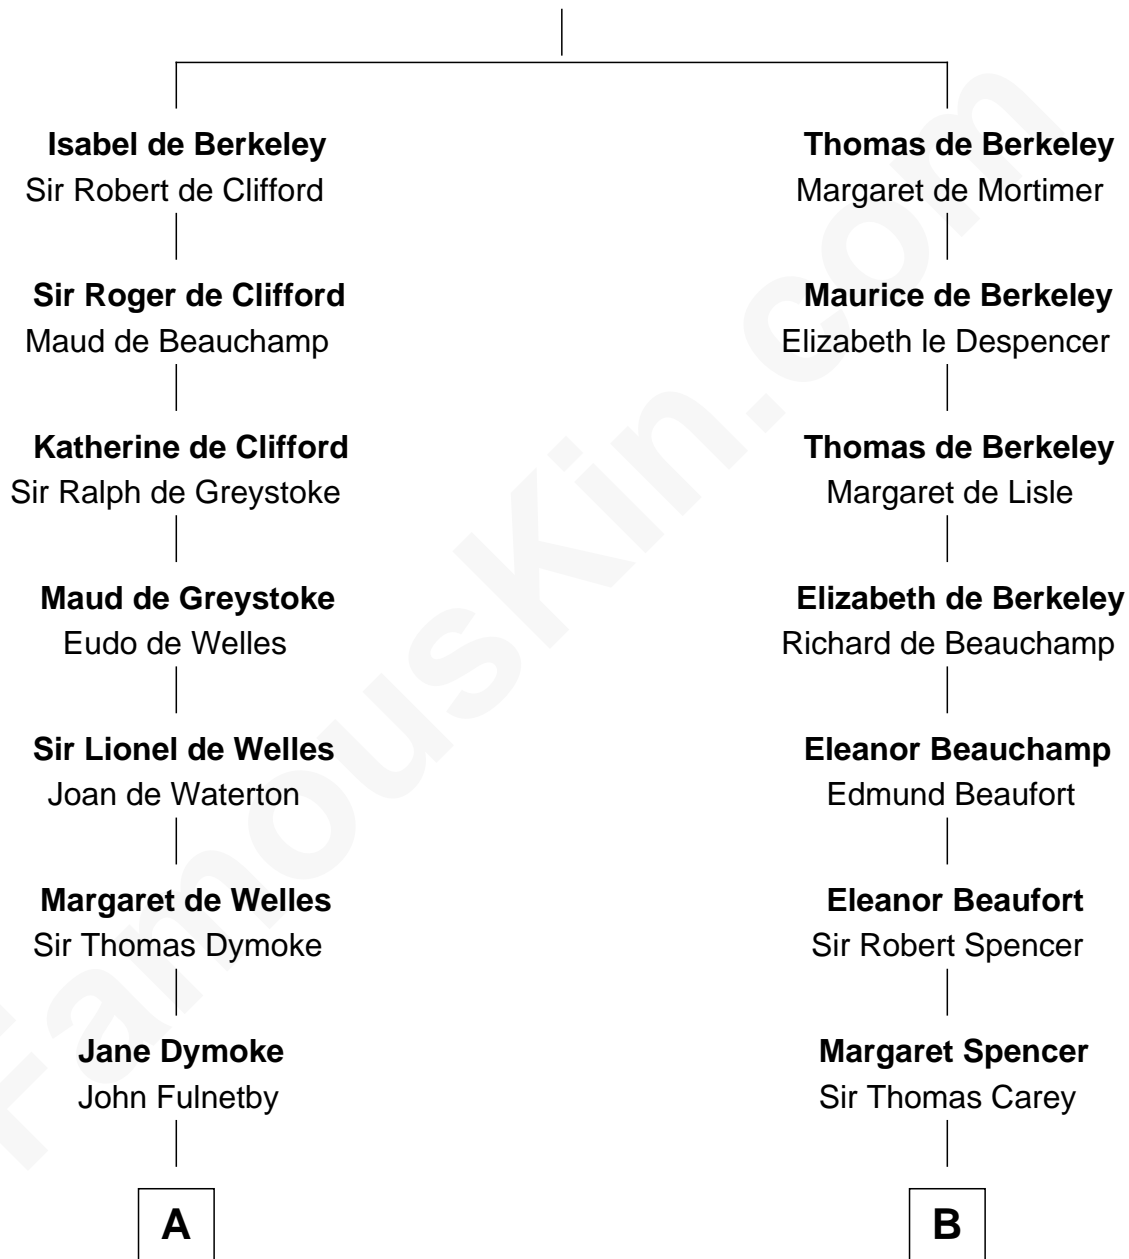 Isabel de Berkeley
Sir Robert de Clifford
Sir Roger de Clifford
Maud de Beauchamp
Katherine de Clifford
Sir Ralph de Greystoke
Maud de Greystoke
Eudo de Welles
Sir Lionel de Welles
Joan de Waterton
Margaret de Welles
Sir Thomas Dymoke
Jane Dymoke
John Fulnetby
A
Thomas de Berkeley
Margaret de Mortimer
Maurice de Berkeley
Elizabeth le Despencer
Thomas de Berkeley
Margaret de Lisle
Elizabeth de Berkeley
Richard de Beauchamp
Eleanor Beauchamp
Edmund Beaufort
Eleanor Beaufort
Sir Robert Spencer
Margaret Spencer
Sir Thomas Carey
B
FamousKin.com